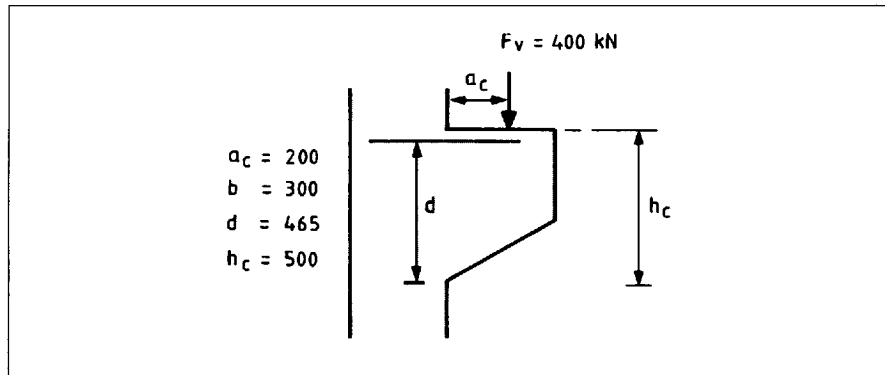 Fv = 400 kN
ac
ac = 200
b = 300
d = 465
hc = 500
d
hc